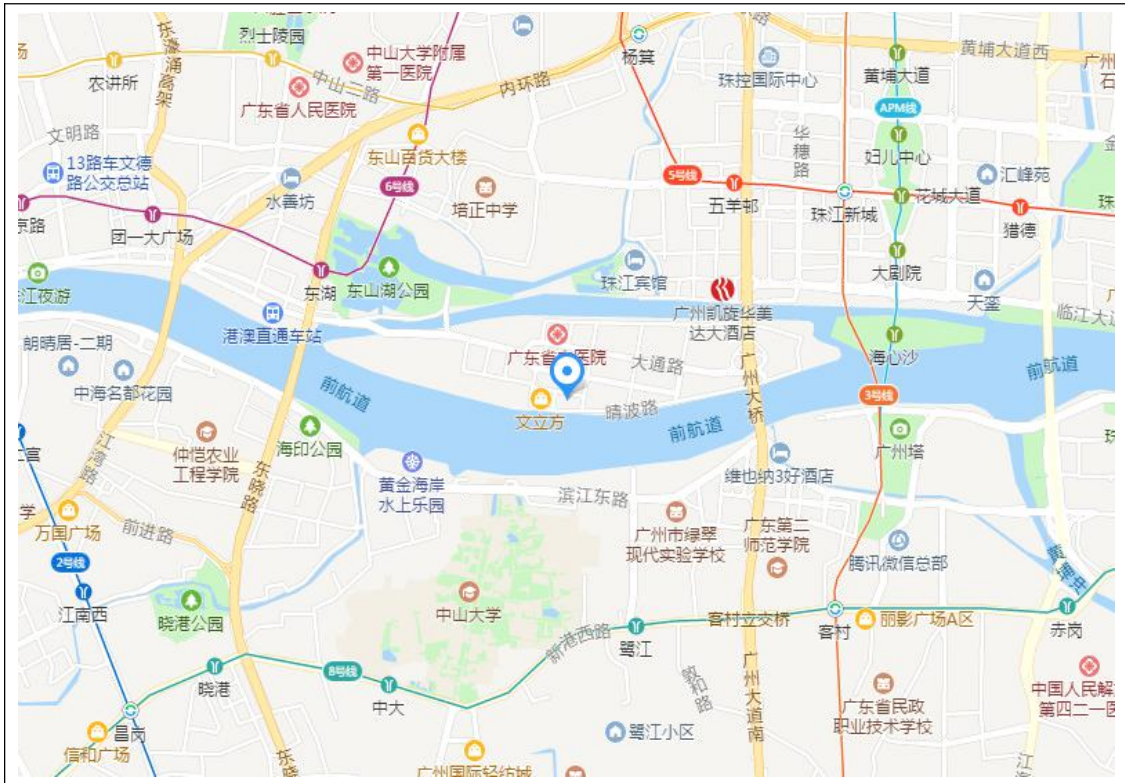 烈士陵园
中山大学附属
第一医院
杨箕
黄埔大道西
农讲所
中山二路
内环路
珠控国际中心
黄埔大道
东濠涌高架
广东省人民医院
APM线
文明路
东山百货大楼
华穗路
妇儿中心
13路车文德
路公交总站
6号线
5号线
汇峰苑
水善坊
培正中学
五羊邨
珠江新城
花城大道
猎德
团一大广场
大剧院
东湖
东山湖公园
珠江宾馆
天銮
江夜游
广州凯旋华美
达大酒店
临江大道
港澳直通车站
朗晴居-二期
大通路
海心沙
中海名都花园
前航道
广州大桥
前航道
文立方
晴波路
3号线
前航道
江湾路
仲恺农业
工程学院
海印公园
广州塔
东晓路
黄金海岸
水上乐园
维也纳3好酒店
滨江东路
万国广场
前进路
广州市绿翠
现代实验学校
广东第二
师范学院
2号线
腾讯微信总部
江南西
晓港公园
中山大学
客村立交桥
丽影广场A区
新港西路
鹭江
客村
赤岗
晓港
8号线
中大
敦和路
广州大道南
广东省民政
职业技术学校
中国人民解
第四二一医
昌岗
信和广场
鹭江小区
东晓
广州国际轻纺城